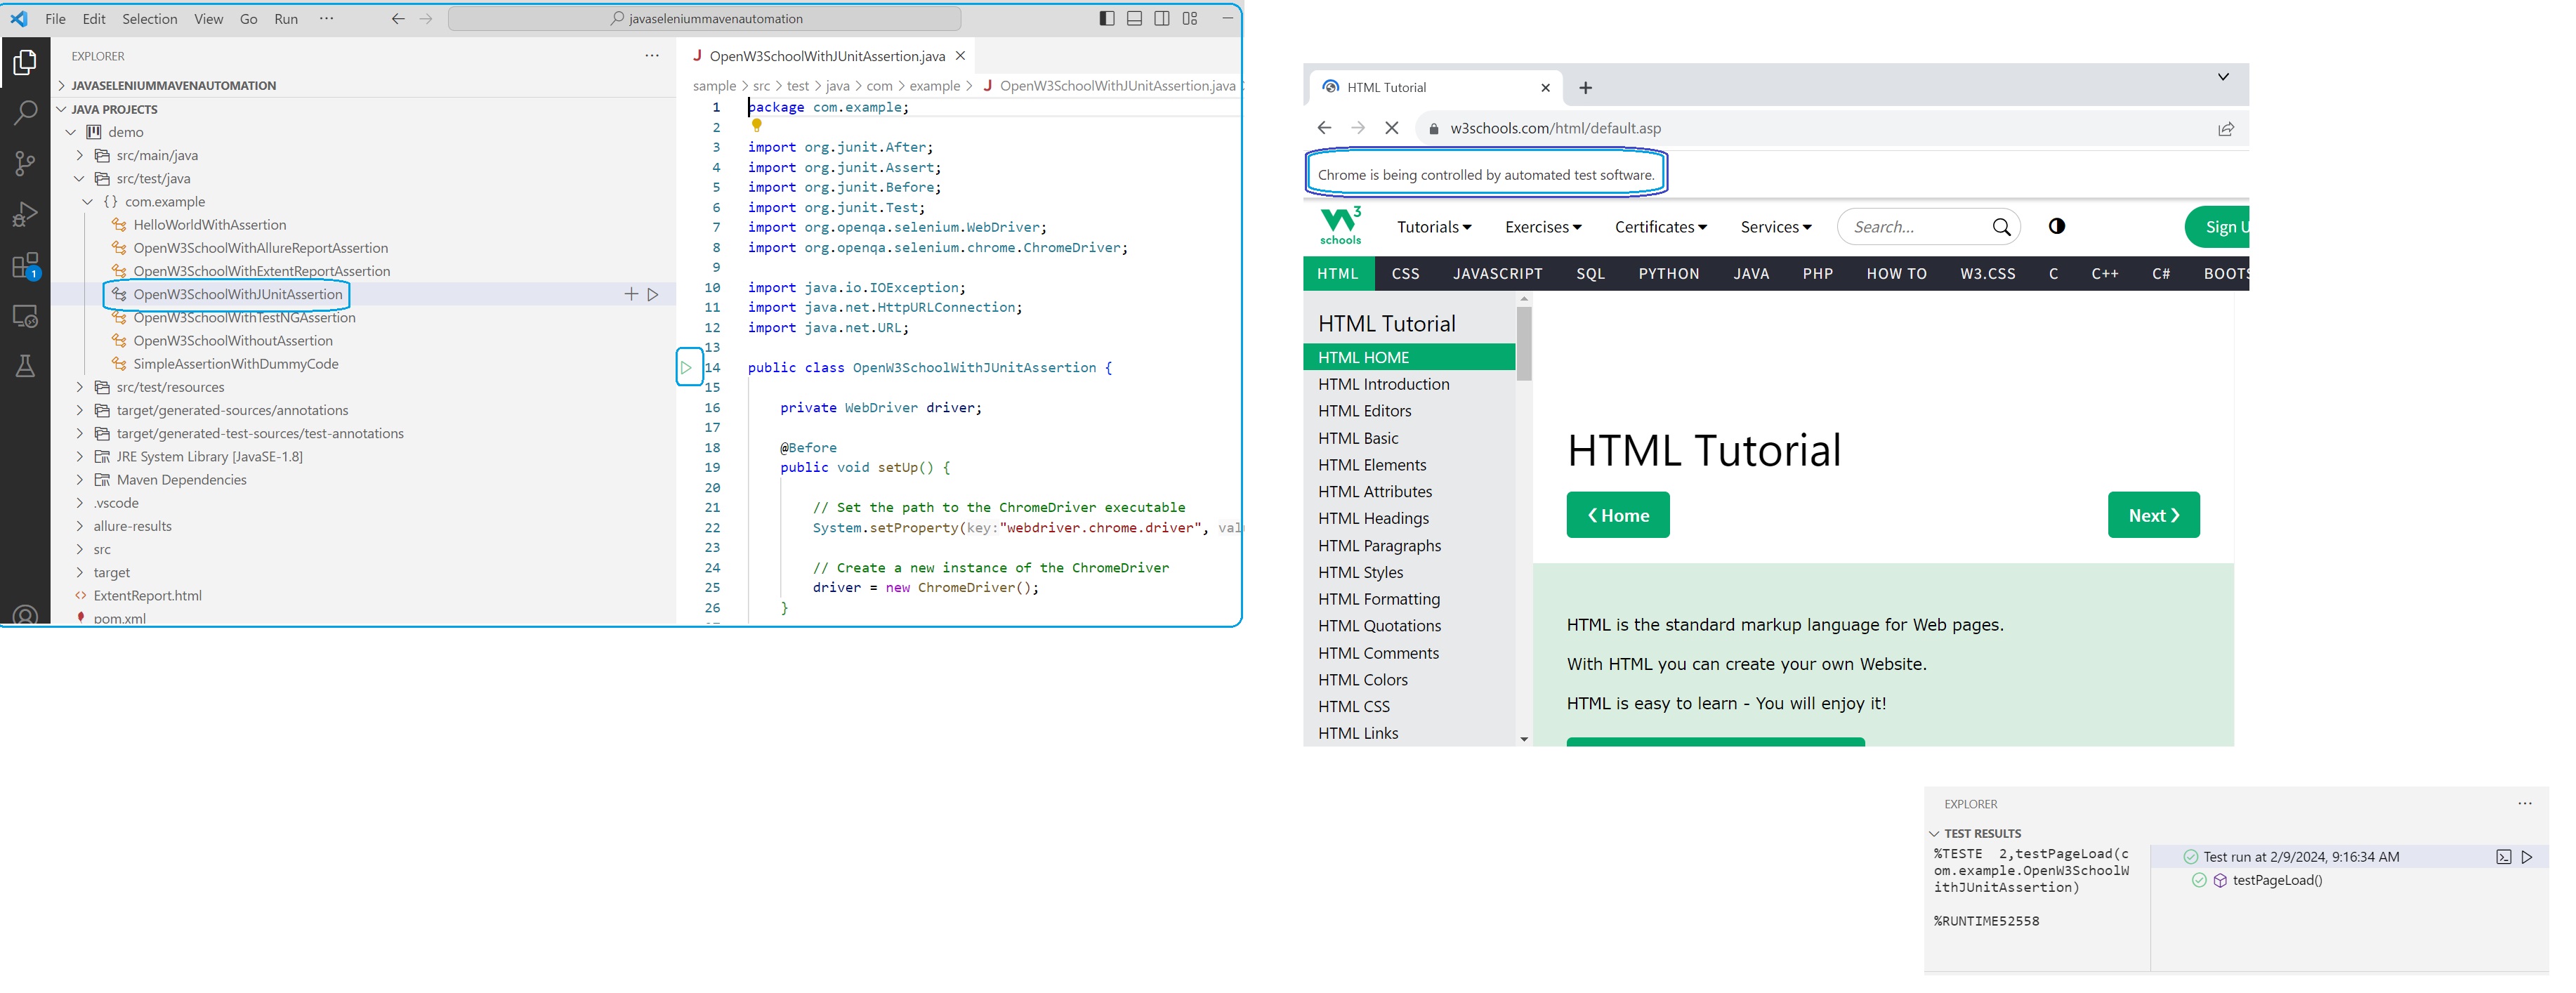 File Edit Selection View Go Run ··· javaseleniummavenautomation
EXPLORER ···
JAVASELENIUMMAVENAUTOMATION
JAVA PROJECTS
demo
src/main/java
src/test/java
{} com.example
HelloWorldWithAssertion
OpenW3SchoolWithAllureReportAssertion
OpenW3SchoolWithExtentReportAssertion
OpenW3SchoolWithJUnitAssertion
OpenW3SchoolWithTestNGAssertion
OpenW3SchoolWithoutAssertion
SimpleAssertionWithDummyCode
src/test/resources
target/generated-sources/annotations
target/generated-test-sources/test-annotations
JRE System Library [JavaSE-1.8]
Maven Dependencies
.vscode
allure-results
src
target
ExtentReport.html
pom.xml
1
J OpenW3SchoolWithJUnitAssertion.java
sample > src > test > java > com > example > J OpenW3SchoolWithJUnitAssertion.java
1 package com.example;
2
3 import org.junit.After;
4 import org.junit.Assert;
5 import org.junit.Before;
6 import org.junit.Test;
7 import org.openqa.selenium.WebDriver;
8 import org.openqa.selenium.chrome.ChromeDriver;
9
10 import java.io.IOException;
11 import java.net.HttpURLConnection;
12 import java.net.URL;
13
14 public class OpenW3SchoolWithJUnitAssertion {
15
16 private WebDriver driver;
17
18 @Before
19 public void setUp() {
20
21 // Set the path to the ChromeDriver executable
22 System.setProperty(key:"webdriver.chrome.driver", val
23
24 // Create a new instance of the ChromeDriver
25 driver = new ChromeDriver();
26 }
HTML Tutorial
w3schools.com/html/default.asp
Chrome is being controlled by automated test software.
W3 schools Tutorials Exercises Certificates Services Search... Sign U
HTML CSS JAVASCRIPT SQL PYTHON JAVA PHP HOW TO W3.CSS C C++ C# BOOTS
HTML Tutorial
HTML HOME
HTML Introduction
HTML Editors
HTML Basic
HTML Elements
HTML Attributes
HTML Headings
HTML Paragraphs
HTML Styles
HTML Formatting
HTML Quotations
HTML Comments
HTML Colors
HTML CSS
HTML Links
HTML Tutorial
❮ Home Next ❯
HTML is the standard markup language for Web pages.
With HTML you can create your own Website.
HTML is easy to learn - You will enjoy it!
EXPLORER ···
TEST RESULTS
%TESTE 2,testPageLoad(c
om.example.OpenW3SchoolW
ithJUnitAssertion)
%RUNTIME52558
Test run at 2/9/2024, 9:16:34 AM
testPageLoad()